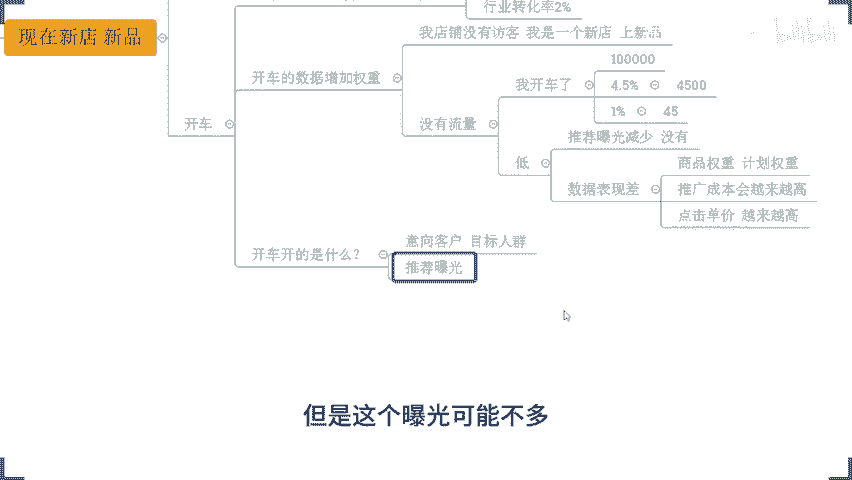 行业转化率2%
现在新店 新品
我店铺没有访客 我是一个新店 上新品
100000
开车的数据增加权重
我开车了
4.5% 4500
1% 45
开车
没有流量
推荐曝光减少 没有
低
商品权重 计划权重
数据表现差
推广成本会越来越高
点击单价 越来越高
意向客户 目标人群
开车开的是什么？
推荐曝光
但是这个曝光可能不多